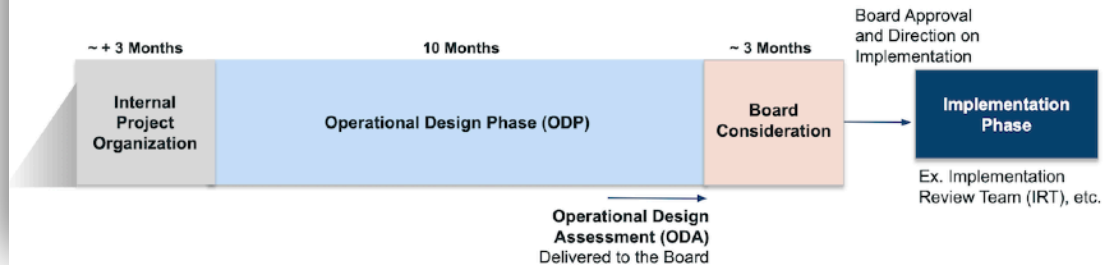 ~ + 3 Months
Internal
Project
Organization
10 Months
Operational Design Phase (ODP)
Operational Design
Assessment (ODA)
Delivered to the Board
~ 3 Months
Board
Consideration
Board Approval
and Direction on
Implementation
Implementation
Phase
Ex. Implementation
Review Team (IRT), etc.